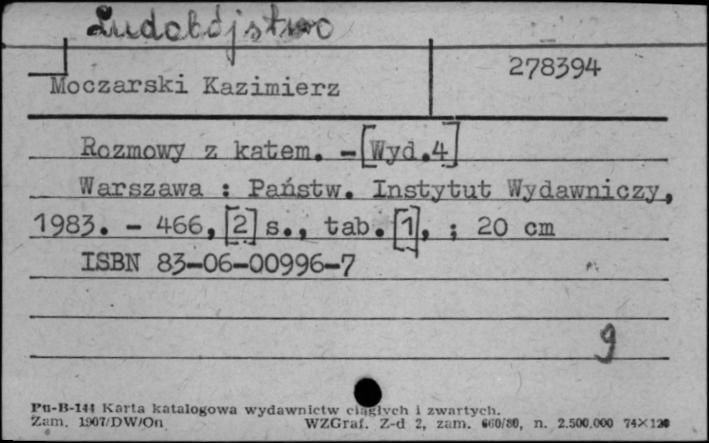 Ludobójstwo
278394
Moczarski Kazimierz
Rozmowy z katem. - [Wyd.4]
Warszawa : Państw. Instytut Wydawniczy,
1983. - 466, [2] s., tab. [1], ; 20 cm
ISBN 83-06-00996-7
9
Pu-B-144 Karta katalogowa wydawnictw ciągłych i zwartych.
Zam. 1907/DW/On WZGraf. Z-d 2, zam. 660/80, n. 2.500.000 74×120